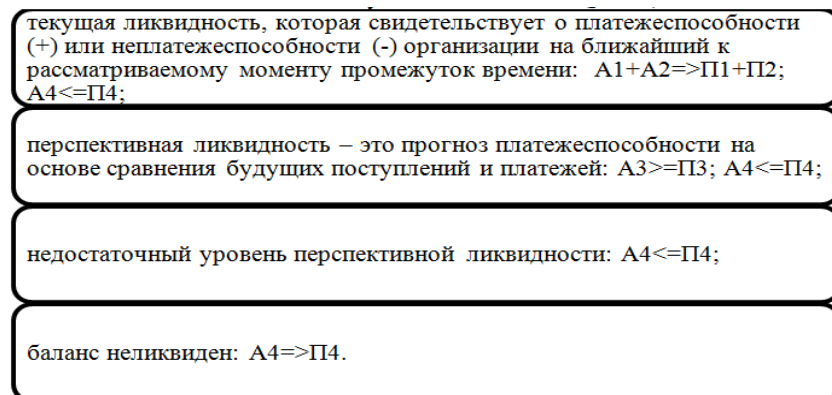 текущая ликвидность, которая свидетельствует о платежеспособности
(+) или неплатежеспособности (-) организации на ближайший к
рассматриваемому моменту промежуток времени: А1+А2=>П1+П2;
А4<=П4;
перспективная ликвидность – это прогноз платежеспособности на
основе сравнения будущих поступлений и платежей: А3>=П3; А4<=П4;
недостаточный уровень перспективной ликвидности: А4<=П4;
баланс неликвиден: А4=>П4.